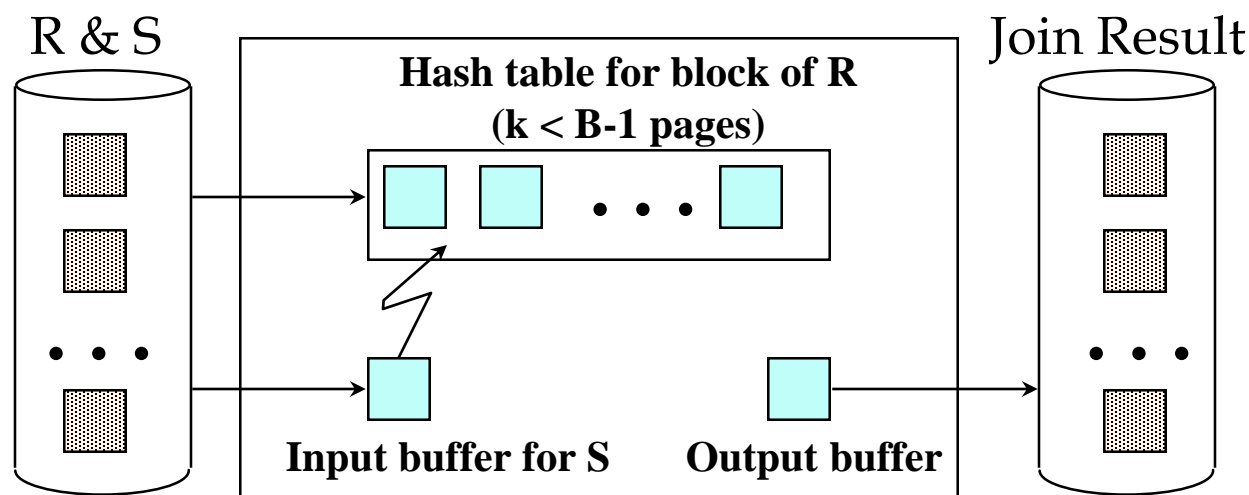 R & S
Join Result
Hash table for block of R
(k < B-1 pages)
• • •
• • •
• • •
Input buffer for S
Output buffer